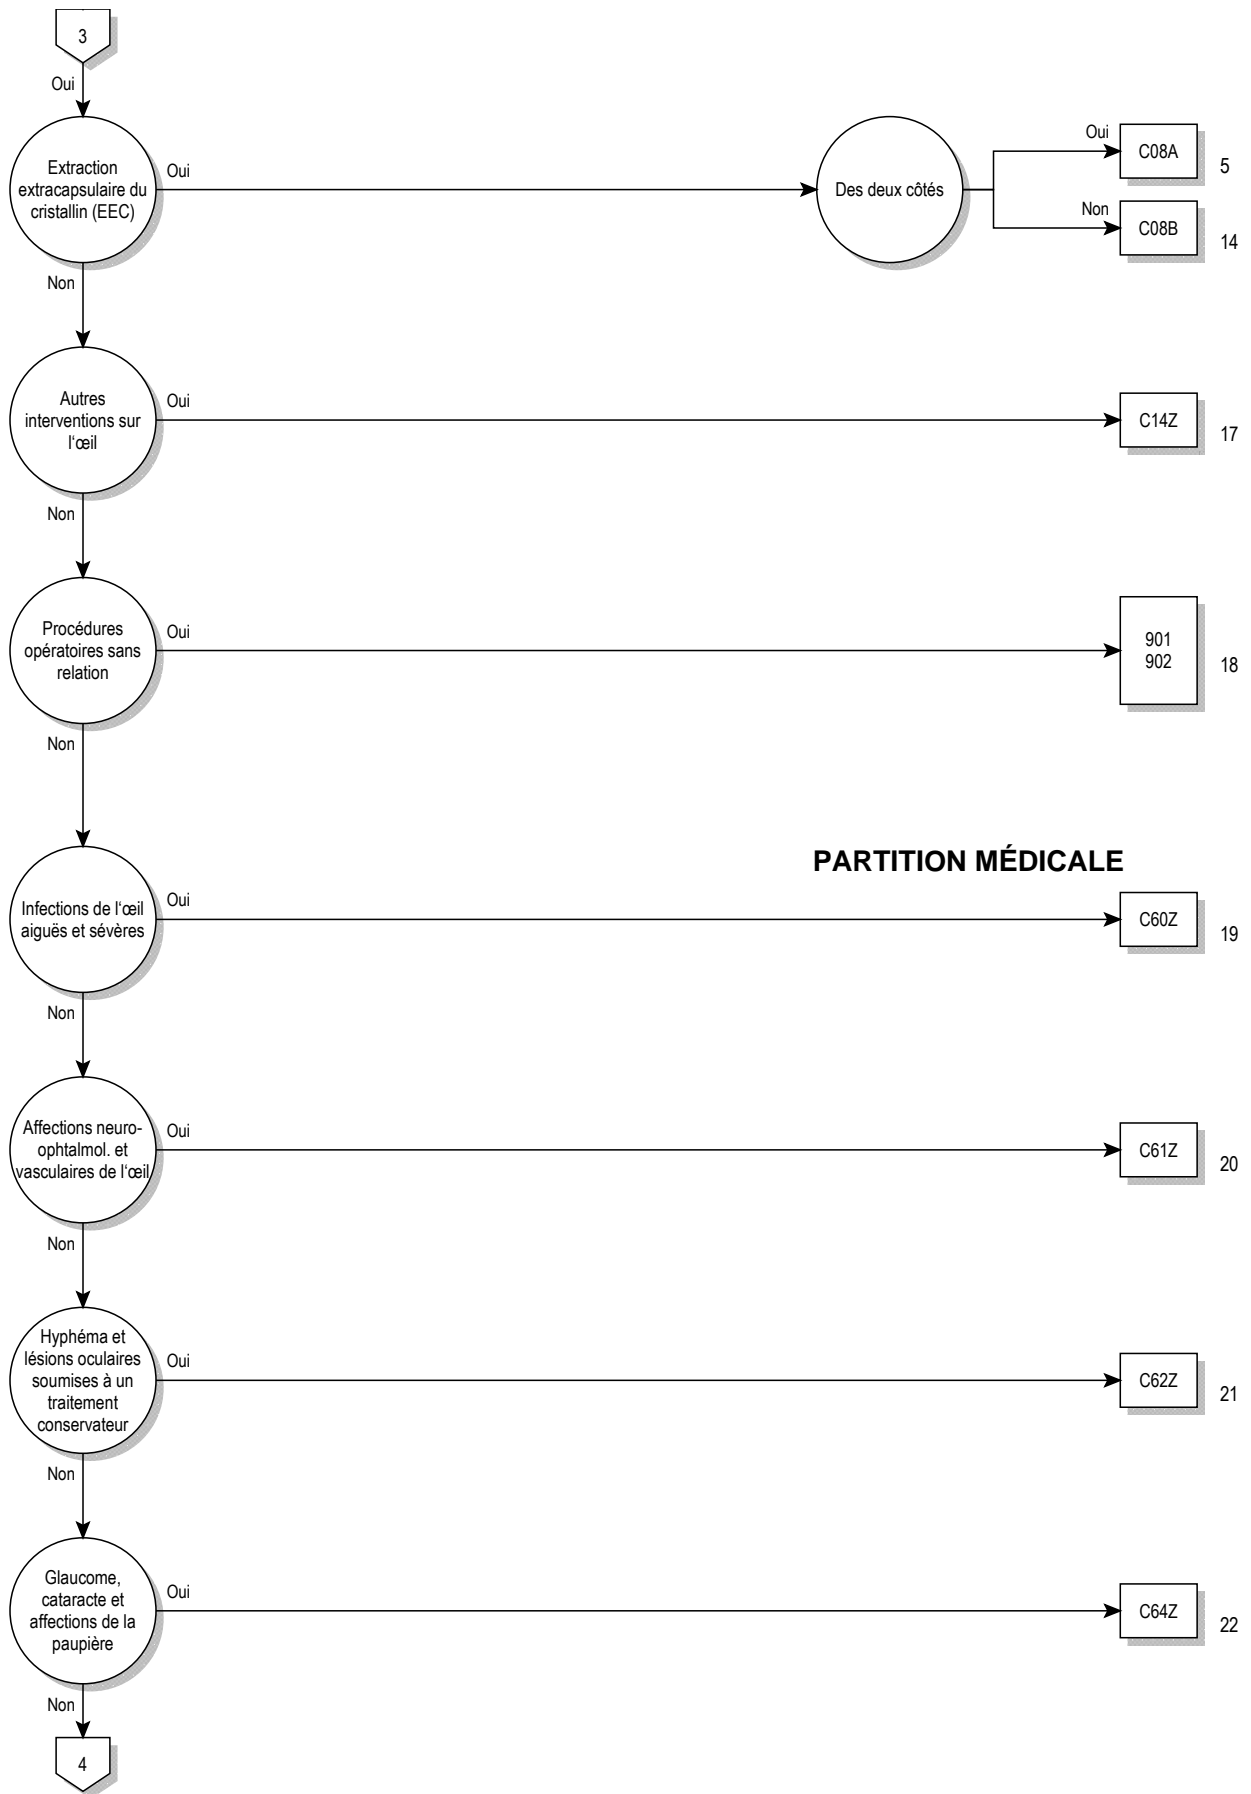 3
Oui
Extraction
extracapsulaire du
cristallin (EEC)
Oui
Des deux côtés
Oui
C08A
5
Non
C08B
14
Non
Autres
interventions sur
l‘œil
Oui
C14Z
17
Non
Procédures
opératoires sans
relation
Oui
901
902
18
Non
PARTITION MÉDICALE
Infections de l‘œil
aiguës et sévères
Oui
C60Z
19
Non
Affections neuro-
ophtalmol. et
vasculaires de l‘œil
Oui
C61Z
20
Non
Hyphéma et
lésions oculaires
soumises à un
traitement
conservateur
Oui
C62Z
21
Non
Glaucome,
cataracte et
affections de la
paupière
Oui
C64Z
22
Non
4